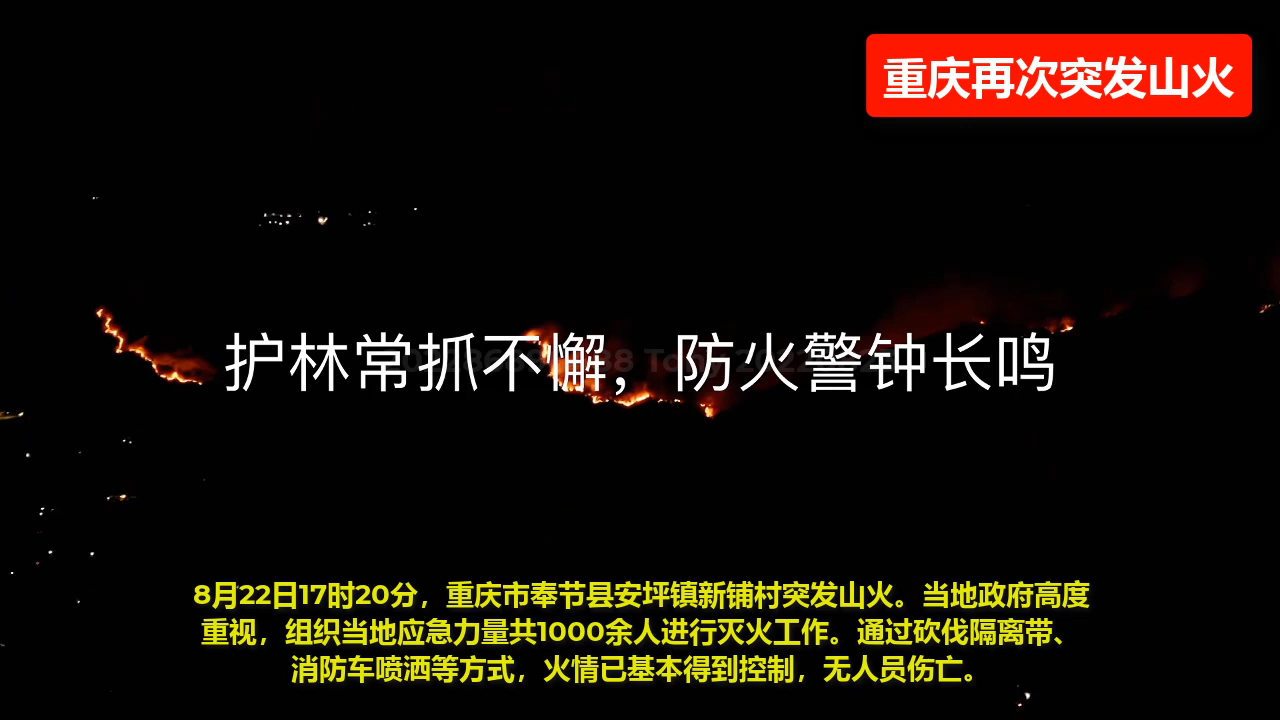 重庆再次突发山火
护林常抓不懈，防火警钟长鸣
8月22日17时20分，重庆市奉节县安坪镇新铺村突发山火。当地政府高度
重视，组织当地应急力量共1000余人进行灭火工作。通过砍伐隔离带、
消防车喷洒等方式，火情已基本得到控制，无人员伤亡。